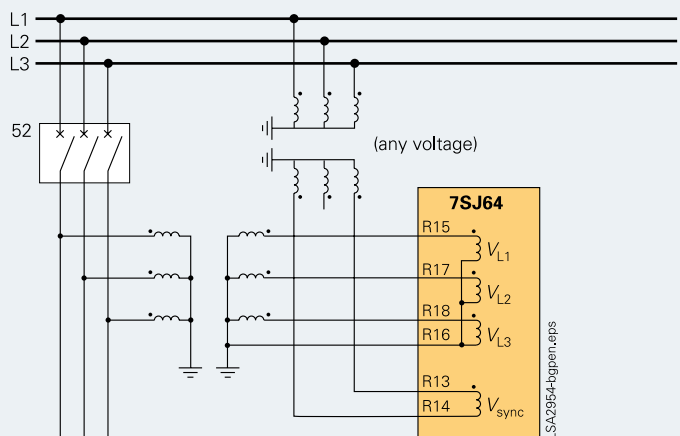 L1
L2
L3
52
(any voltage)
7SJ64
R15
VL1
R17
VL2
R18
R16
VL3
R13
R14
Vsync
LSA2954-bgpen.eps